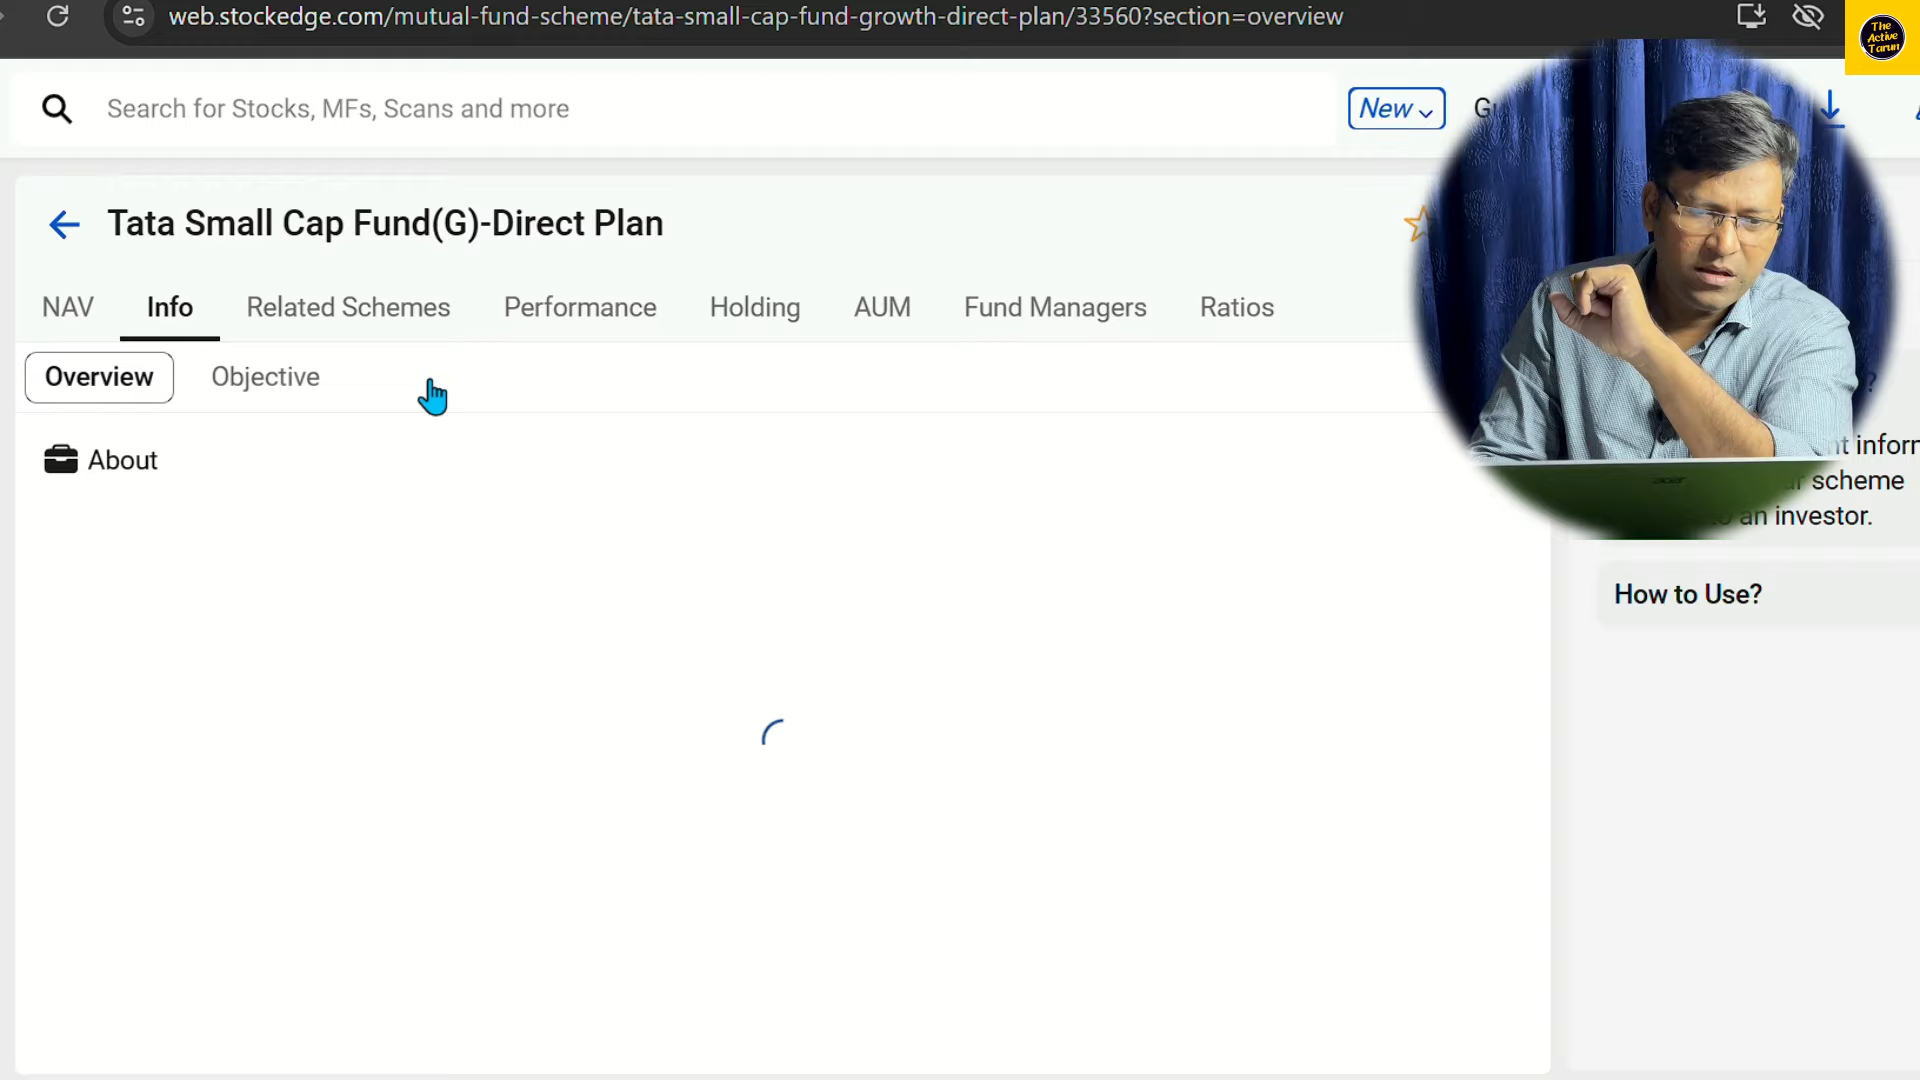 web.stockedge.com/mutual-fund-scheme/tata-small-cap-fund-growth-direct-plan/33560?section=overview
The
Active
Tarun
Search for Stocks, MFs, Scans and more
New
Tata Small Cap Fund(G)-Direct Plan
NAV Info Related Schemes Performance Holding AUM Fund Managers Ratios
Overview Objective
About
scheme
an investor.
How to Use?
acer